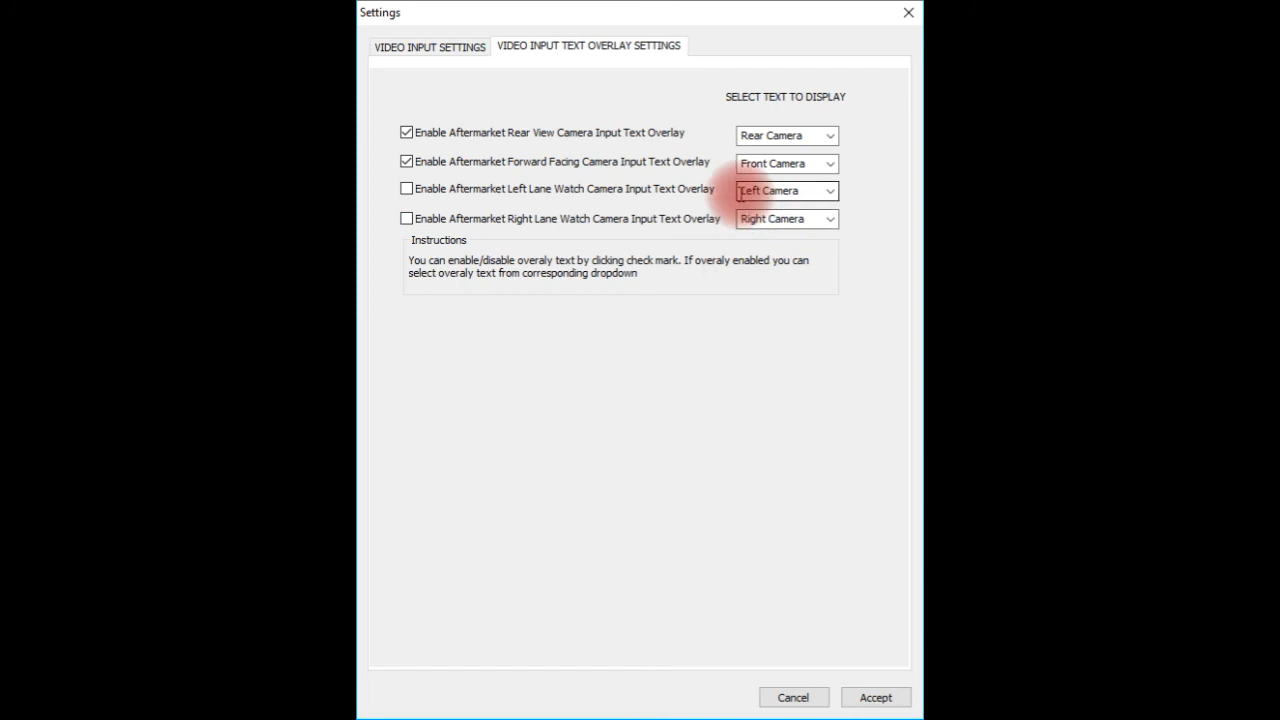 Settings
VIDEO INPUT SETTINGS VIDEO INPUT TEXT OVERLAY SETTINGS
SELECT TEXT TO DISPLAY
Enable Aftermarket Rear View Camera Input Text Overlay Rear Camera
Enable Aftermarket Forward Facing Camera Input Text Overlay Front Camera
Enable Aftermarket Left Lane Watch Camera Input Text Overlay Left Camera
Enable Aftermarket Right Lane Watch Camera Input Text Overlay Right Camera
Instructions
You can enable/disable overaly text by clicking check mark. If overaly enabled you can
select overaly text from corresponding dropdown
Cancel Accept